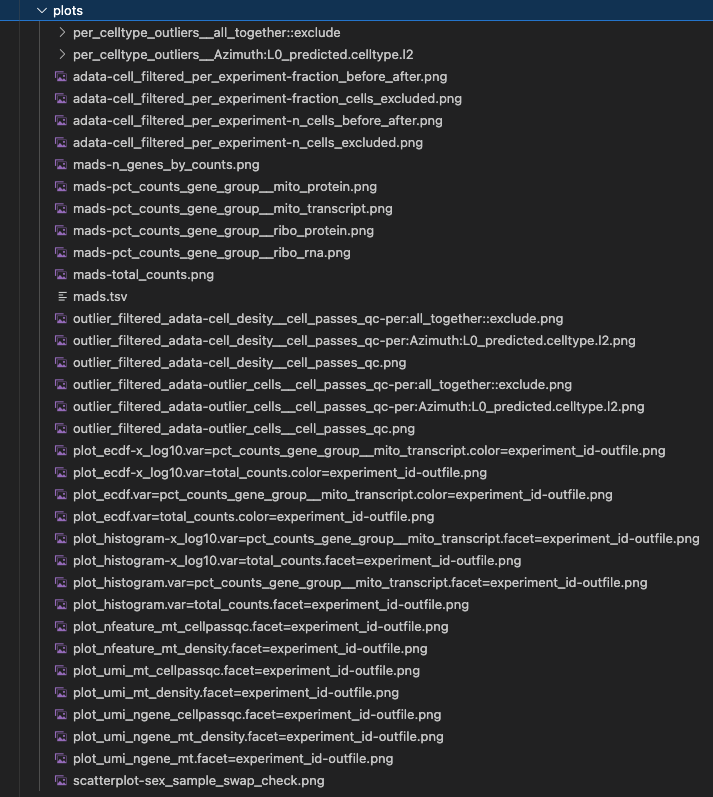 plots
per_celltype_outliers__all_together::exclude
per_celltype_outliers__Azimuth:L0_predicted.celltype.l2
adata-cell_filtered_per_experiment-fraction_before_after.png
adata-cell_filtered_per_experiment-fraction_cells_excluded.png
adata-cell_filtered_per_experiment-n_cells_before_after.png
adata-cell_filtered_per_experiment-n_cells_excluded.png
mads-n_genes_by_counts.png
mads-pct_counts_gene_group__mito_protein.png
mads-pct_counts_gene_group__mito_transcript.png
mads-pct_counts_gene_group__ribo_protein.png
mads-pct_counts_gene_group__ribo_rna.png
mads-total_counts.png
mads.tsv
outlier_filtered_adata-cell_desity__cell_passes_qc-per:all_together::exclude.png
outlier_filtered_adata-cell_desity__cell_passes_qc-per:Azimuth:L0_predicted.celltype.l2.png
outlier_filtered_adata-cell_desity__cell_passes_qc.png
outlier_filtered_adata-outlier_cells__cell_passes_qc-per:all_together::exclude.png
outlier_filtered_adata-outlier_cells__cell_passes_qc-per:Azimuth:L0_predicted.celltype.l2.png
outlier_filtered_adata-outlier_cells__cell_passes_qc.png
plot_ecdf-x_log10.var=pct_counts_gene_group__mito_transcript.color=experiment_id-outfile.png
plot_ecdf-x_log10.var=total_counts.color=experiment_id-outfile.png
plot_ecdf.var=pct_counts_gene_group__mito_transcript.color=experiment_id-outfile.png
plot_ecdf.var=total_counts.color=experiment_id-outfile.png
plot_histogram-x_log10.var=pct_counts_gene_group__mito_transcript.facet=experiment_id-outfile.png
plot_histogram-x_log10.var=total_counts.facet=experiment_id-outfile.png
plot_histogram.var=pct_counts_gene_group__mito_transcript.facet=experiment_id-outfile.png
plot_histogram.var=total_counts.facet=experiment_id-outfile.png
plot_nfeature_mt_cellpassqc.facet=experiment_id-outfile.png
plot_nfeature_mt_density.facet=experiment_id-outfile.png
plot_umi_mt_cellpassqc.facet=experiment_id-outfile.png
plot_umi_mt_density.facet=experiment_id-outfile.png
plot_umi_ngene_cellpassqc.facet=experiment_id-outfile.png
plot_umi_ngene_mt_density.facet=experiment_id-outfile.png
plot_umi_ngene_mt.facet=experiment_id-outfile.png
scatterplot-sex_sample_swap_check.png